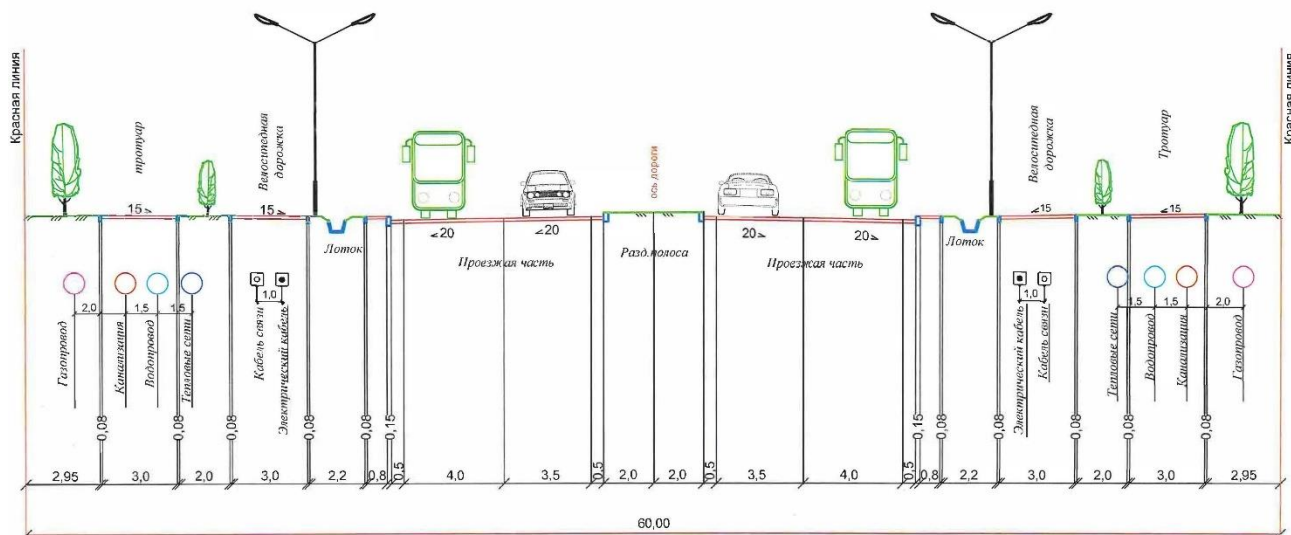 Красная линия
тротуар
Велосипедная
дорожка
ось дороги
Велосипедная
дорожка
Тротуар
Красная линия
15
15
Лоток
20
20
Проезжая часть
Разд.полоса
20
20
Проезжая часть
Лоток
15
15
2,0
1,5
1,5
1,0
1,0
1,5
1,5
2,0
Газопровод
Канализация
Водопровод
Тепловые сети
Кабель связи
Электрический кабель
Электрический кабель
Кабель связи
Тепловые сети
Водопровод
Канализация
Газопровод
0,08
0,08
0,08
0,08
0,08
0,15
0,15
0,08
0,08
0,08
0,08
0,08
2,95
3,0
2,0
3,0
2,2
0,8
0,5
4,0
3,5
0,5
2,0
2,0
0,5
3,5
4,0
0,5
0,8
2,2
3,0
2,0
3,0
2,95
60,00